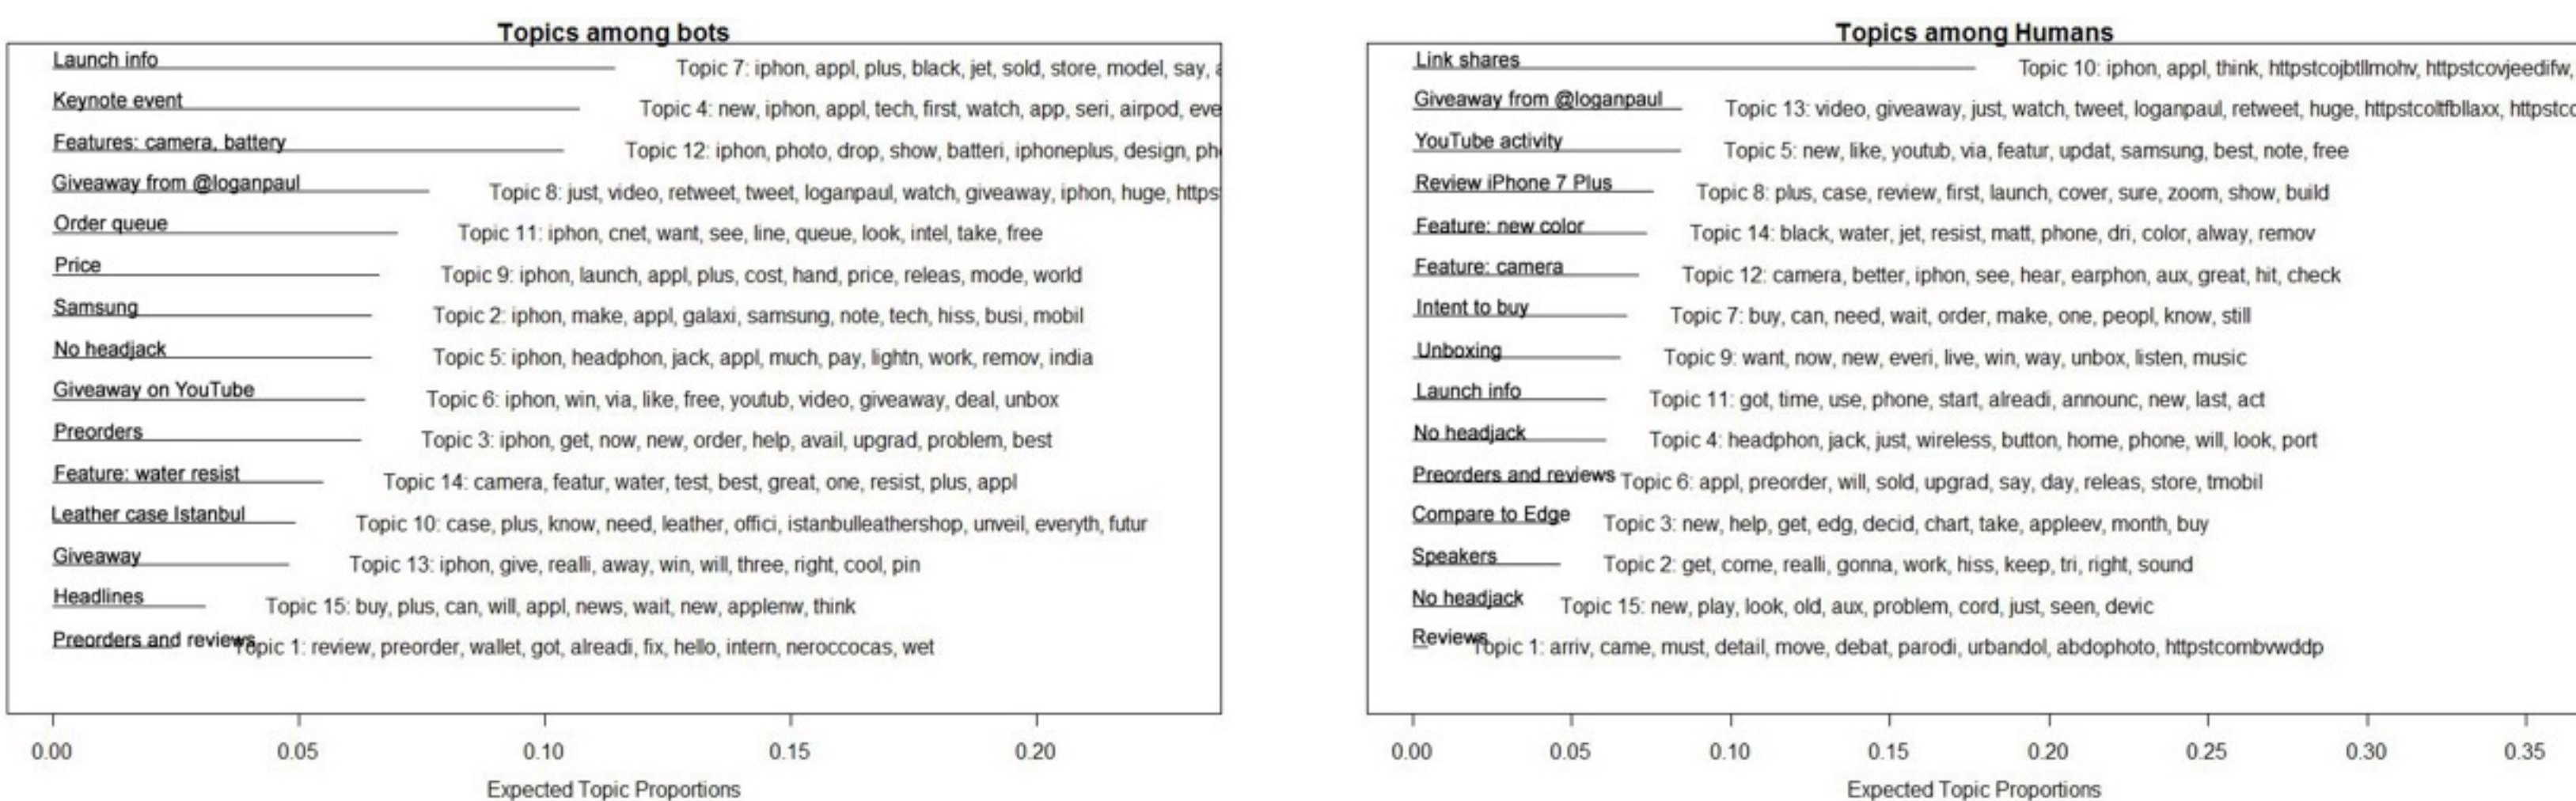 Topics among bots
Launch info
Topic 7: iphon, appl, plus, black, jet, sold, store, model, say,
Keynote event
Topic 4: new, iphon, appl, tech, first, watch, app, seri, airpod, eve
Features: camera, battery
Topic 12: iphon, photo, drop, show, batteri, iphoneplus, design, ph
Giveaway from @loganpaul
Topic 8: just, video, retweet, tweet, loganpaul, watch, giveaway, iphon, huge, https
Order queue
Topic 11: iphon, cnet, want, see, line, queue, look, intel, take, free
Price
Topic 9: iphon, launch, appl, plus, cost, hand, price, releas, mode, world
Samsung
Topic 2: iphon, make, appl, galaxi, samsung, note, tech, hiss, busi, mobil
No headjack
Topic 5: iphon, headphon, jack, appl, much, pay, lightn, work, remov, india
Giveaway on YouTube
Topic 6: iphon, win, via, like, free, youtub, video, giveaway, deal, unbox
Preorders
Topic 3: iphon, get, now, new, order, help, avail, upgrad, problem, best
Feature: water resist
Topic 14: camera, featur, water, test, best, great, one, resist, plus, appl
Leather case Istanbul
Topic 10: case, plus, know, need, leather, offici, istanbulleathershop, unveil, everyth, futur
Giveaway
Topic 13: iphon, give, realli, away, win, will, three, right, cool, pin
Headlines
Topic 15: buy, plus, can, will, appl, news, wait, new, applenw, think
Preorders and reviews
Topic 1: review, preorder, wallet, got, alreadi, fix, hello, intern, neroccocas, wet
0.00 0.05 0.10 0.15 0.20
Expected Topic Proportions
Topics among Humans
Link shares
Topic 10: iphon, appl, think, httpstcojbtllmohv, httpstcovjeedifw,
Giveaway from @loganpaul
Topic 13: video, giveaway, just, watch, tweet, loganpaul, retweet, huge, httpstcoltfbllaxx, httpstco
YouTube activity
Topic 5: new, like, youtub, via, featur, updat, samsung, best, note, free
Review iPhone 7 Plus
Topic 8: plus, case, review, first, launch, cover, sure, zoom, show, build
Feature: new color
Topic 14: black, water, jet, resist, matt, phone, dri, color, alway, remov
Feature: camera
Topic 12: camera, better, iphon, see, hear, earphon, aux, great, hit, check
Intent to buy
Topic 7: buy, can, need, wait, order, make, one, peopl, know, still
Unboxing
Topic 9: want, now, new, everi, live, win, way, unbox, listen, music
Launch info
Topic 11: got, time, use, phone, start, alreadi, announc, new, last, act
No headjack
Topic 4: headphon, jack, just, wireless, button, home, phone, will, look, port
Preorders and reviews
Topic 6: appl, preorder, will, sold, upgrad, say, day, releas, store, tmobil
Compare to Edge
Topic 3: new, help, get, edg, decid, chart, take, appleev, month, buy
Speakers
Topic 2: get, come, realli, gonna, work, hiss, keep, tri, right, sound
No headjack
Topic 15: new, play, look, old, aux, problem, cord, just, seen, devic
Reviews
Topic 1: arriv, came, must, detail, move, debat, parodi, urbandol, abdophoto, httpstcombvwddp
0.00 0.05 0.10 0.15 0.20 0.25 0.30 0.35
Expected Topic Proportions